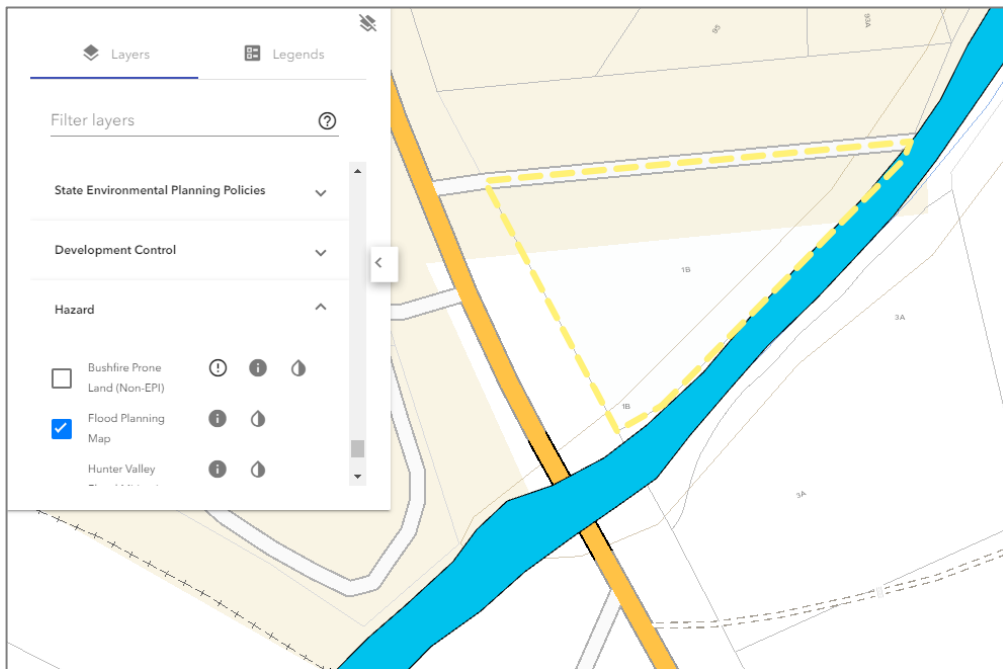 Layers
Legends
Filter layers
State Environmental Planning Policies
Development Control
Hazard
Bushfire Prone
Land (Non-EPI)
Flood Planning
Map
Hunter Valley
93A
1B
1B
3A
3A